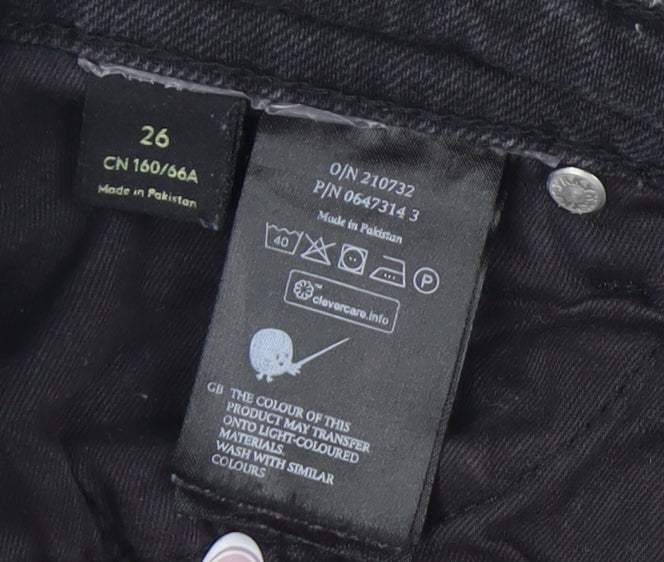 26
CN 160/66A
Made in Pakistan
O/N 210732
P/N 0647314 3
Made in Pakistan
40
P
clevercare.info™
GB THE COLOUR OF THIS
PRODUCT MAY TRANSFER
ONTO LIGHT-COLOURED
MATERIALS.
WASH WITH SIMILAR
COLOURS